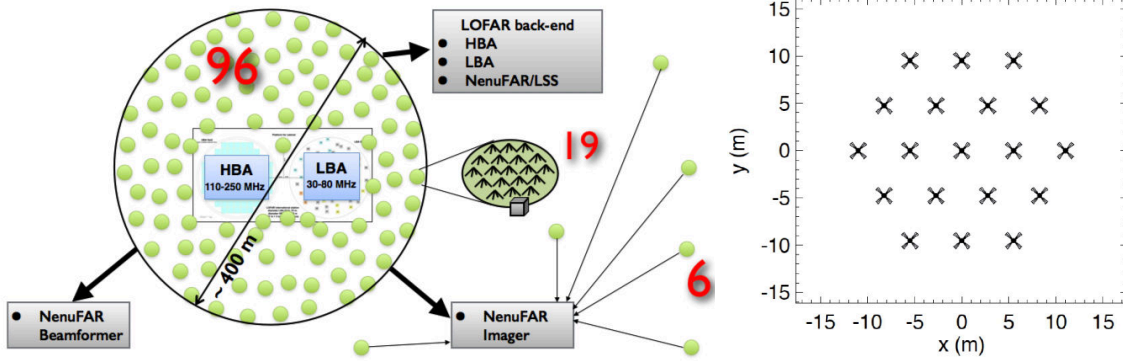 96
LOFAR back-end
● HBA
● LBA
● NenuFAR/LSS
HBA
110-250 MHz
LBA
30-80 MHz
19
~ 400 m
6
● NenuFAR
Beamformer
● NenuFAR
Imager
15
10
5
0
-5
-10
-15
y (m)
-15 -10 -5 0 5 10 15
x (m)